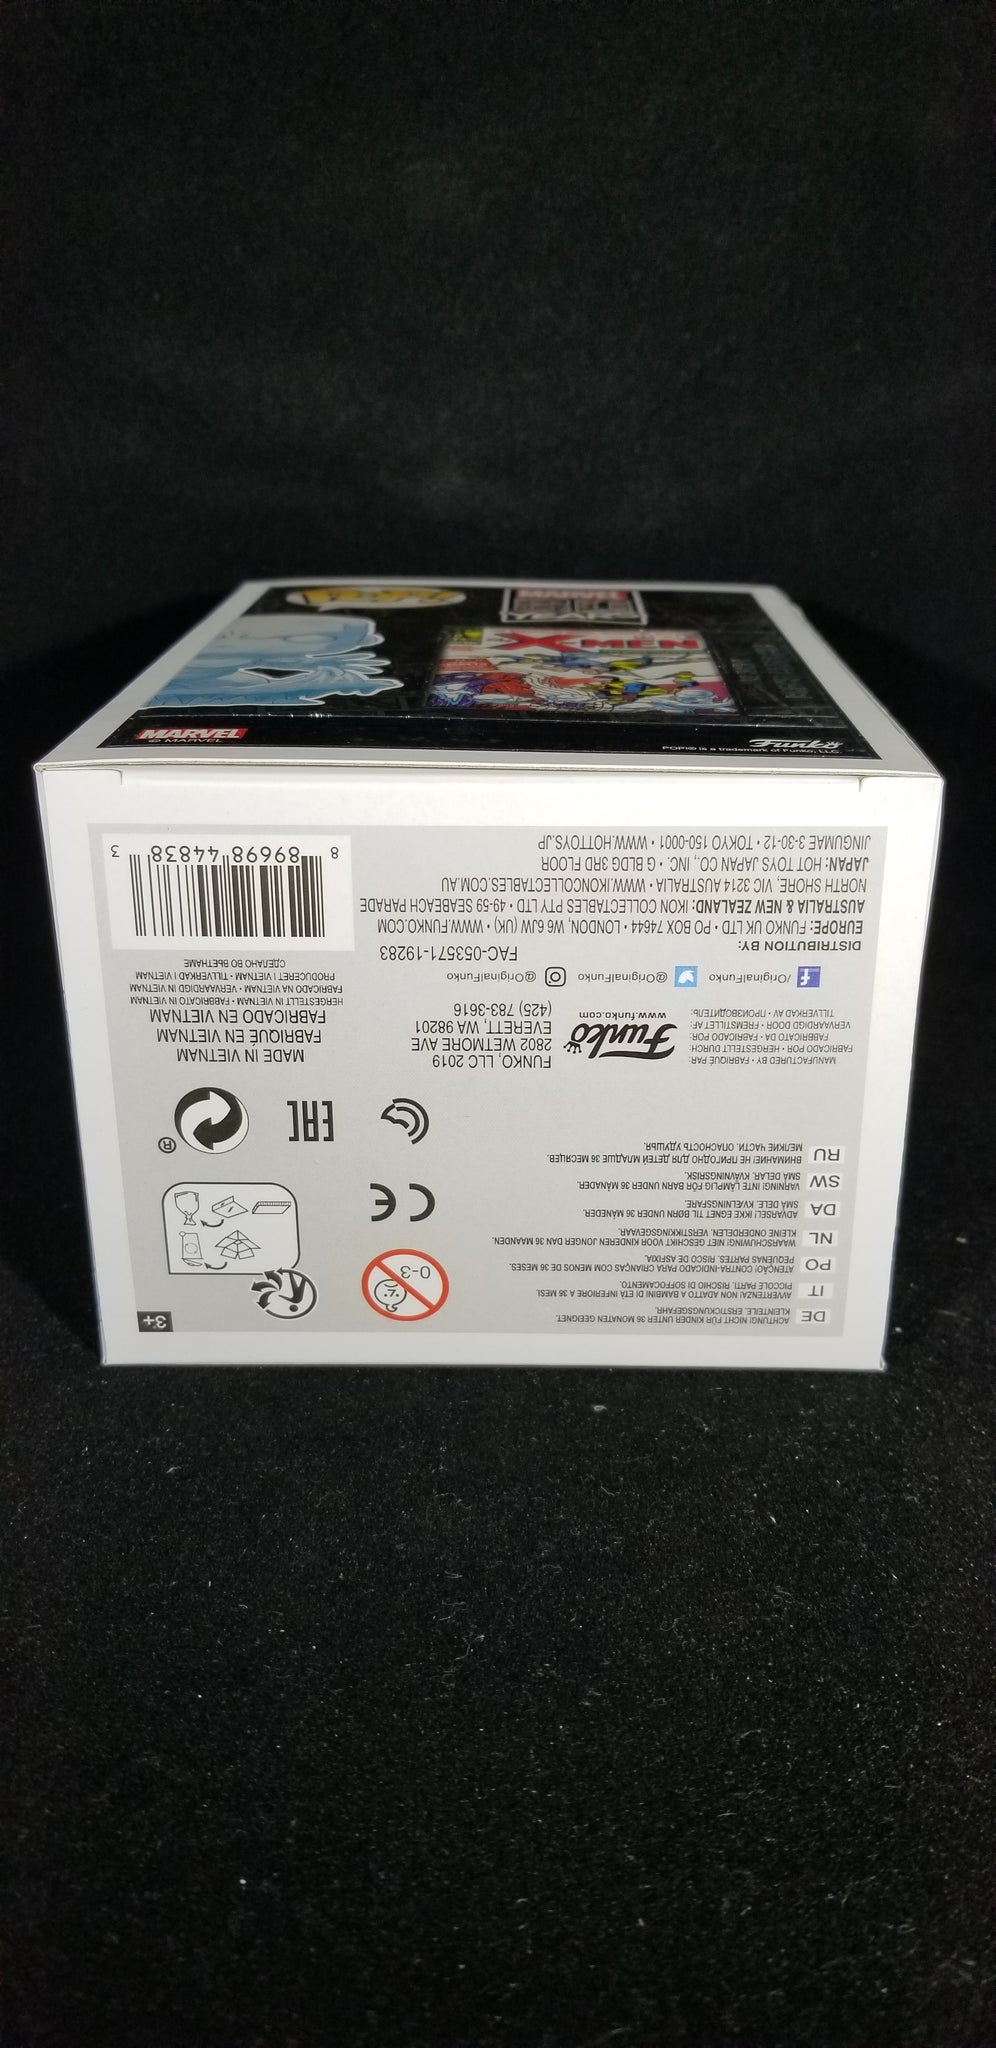 3+
DE
ACHTUNG! NICHT FÜR KINDER UNTER 36 MONATEN GEEIGNET.
KLEINTEILE. ERSTICKUNGSGEFAHR.
IT
AVVERTENZA! NON ADATTO A BAMBINI DI ETÀ INFERIORE A 36 MESI.
PICCOLE PARTI. RISCHIO DI SOFFOCAMENTO.
PO
ATENÇÃO! CONTRA-INDICADO PARA CRIANÇAS COM MENOS DE 36 MESES.
PEQUENAS PARTES. RISCO DE ASFIXIA.
NL
WAARSCHUWING! NIET GESCHIKT VOOR KINDEREN JONGER DAN 36 MAANDEN.
KLEINE ONDERDELEN. VERSTIKKINGSGEVAAR.
DA
ADVARSEL! IKKE EGNET TIL BØRN UNDER 36 MÅNEDER.
SMÅ DELE. KVÆLNINGSFARE.
SW
VARNING! INTE LÄMPLIG FÖR BARN UNDER 36 MÅNADER.
SMÅ DELAR. KVÄVNINGSRISK.
RU
ВНИМАНИЕ! НЕ ПРИГОДНО ДЛЯ ДЕТЕЙ МЛАДШЕ 36 МЕСЯЦЕВ.
МЕЛКИЕ ЧАСТИ. ОПАСНОСТЬ УДУШЬЯ.
0-3
CE
EAC
®
MANUFACTURED BY • FABRIQUÉ PAR:
FABRICADO POR • HERGESTELLT DURCH:
FABBRICATO DA • FABRICADO POR:
VERVAARDIGD DOOR • FREMSTILLET AF:
TILLVERKAD AV • ПРОИЗВОДИТЕЛЬ:
Funko
www.funko.com
FUNKO, LLC 2019
2802 WETMORE AVE
EVERETT, WA 98201
(425) 783-3616
MADE IN VIETNAM
FABRIQUÉ EN VIETNAM
FABRICADO EN VIETNAM
HERGESTELLT IN VIETNAM • FABBRICATO IN VIETNAM
FABRICADO NA VIETNAM • VERVAARDIGD IN VIETNAM
PRODUCERET I VIETNAM • TILLVERKAD I VIETNAM
СДЕЛАНО ВО ВЬЕТНАМЕ
/OriginalFunko @OriginalFunko @OriginalFunko
DISTRIBUTION BY:
FAC-053571-19283
EUROPE: FUNKO UK LTD • PO BOX 74644 • LONDON, W6 6JW (UK) • WWW.FUNKO.COM
AUSTRALIA & NEW ZEALAND: IKON COLLECTABLES PTY LTD • 49-59 SEABEACH PARADE
NORTH SHORE, VIC 3214 AUSTRALIA • WWW.IKONCOLLECTABLES.COM.AU
JAPAN: HOT TOYS JAPAN CO., INC. • G BLDG 3RD FLOOR
JINGUMAE 3-30-12 • TOKYO 150-0001 • WWW.HOTTOYS.JP
8 89698 44838 3
MARVEL
© MARVEL
Funko
POP!® is a trademark of Funko, LLC
X-MEN
MARVEL
80
YEARS
POP!